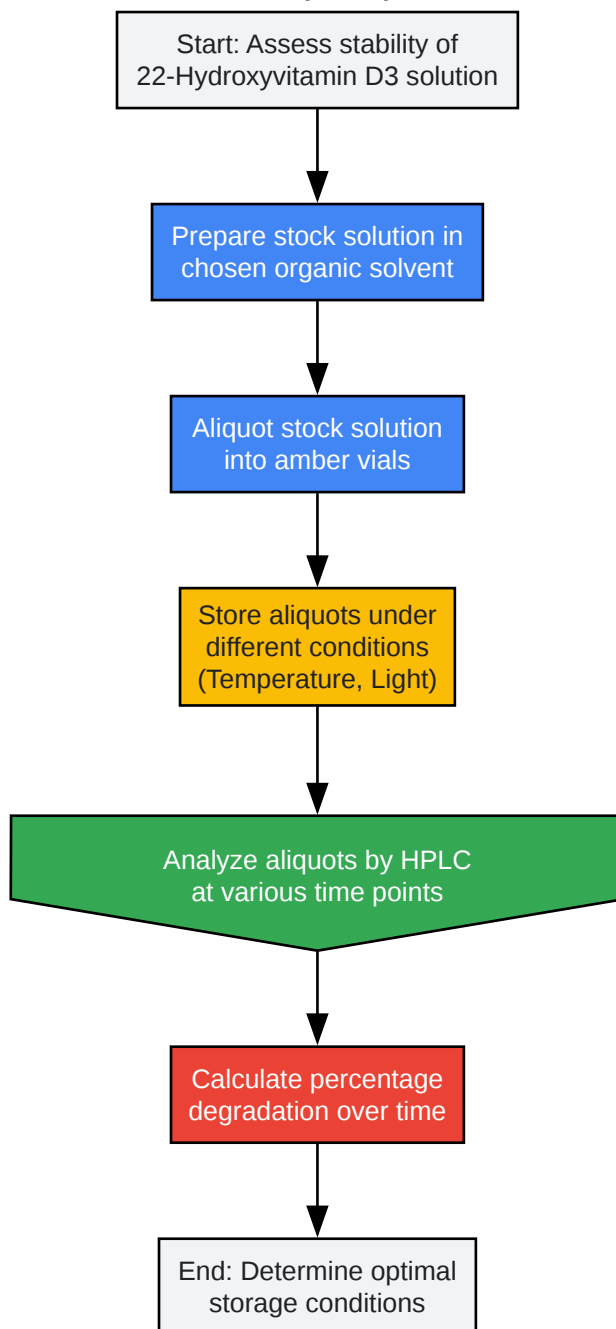 Start: Assess stability of
22-Hydroxyvitamin D3 solution
Prepare stock solution in
chosen organic solvent
Aliquot stock solution
into amber vials
Store aliquots under
different conditions
(Temperature, Light)
Analyze aliquots by HPLC
at various time points
Calculate percentage
degradation over time
End: Determine optimal
storage conditions